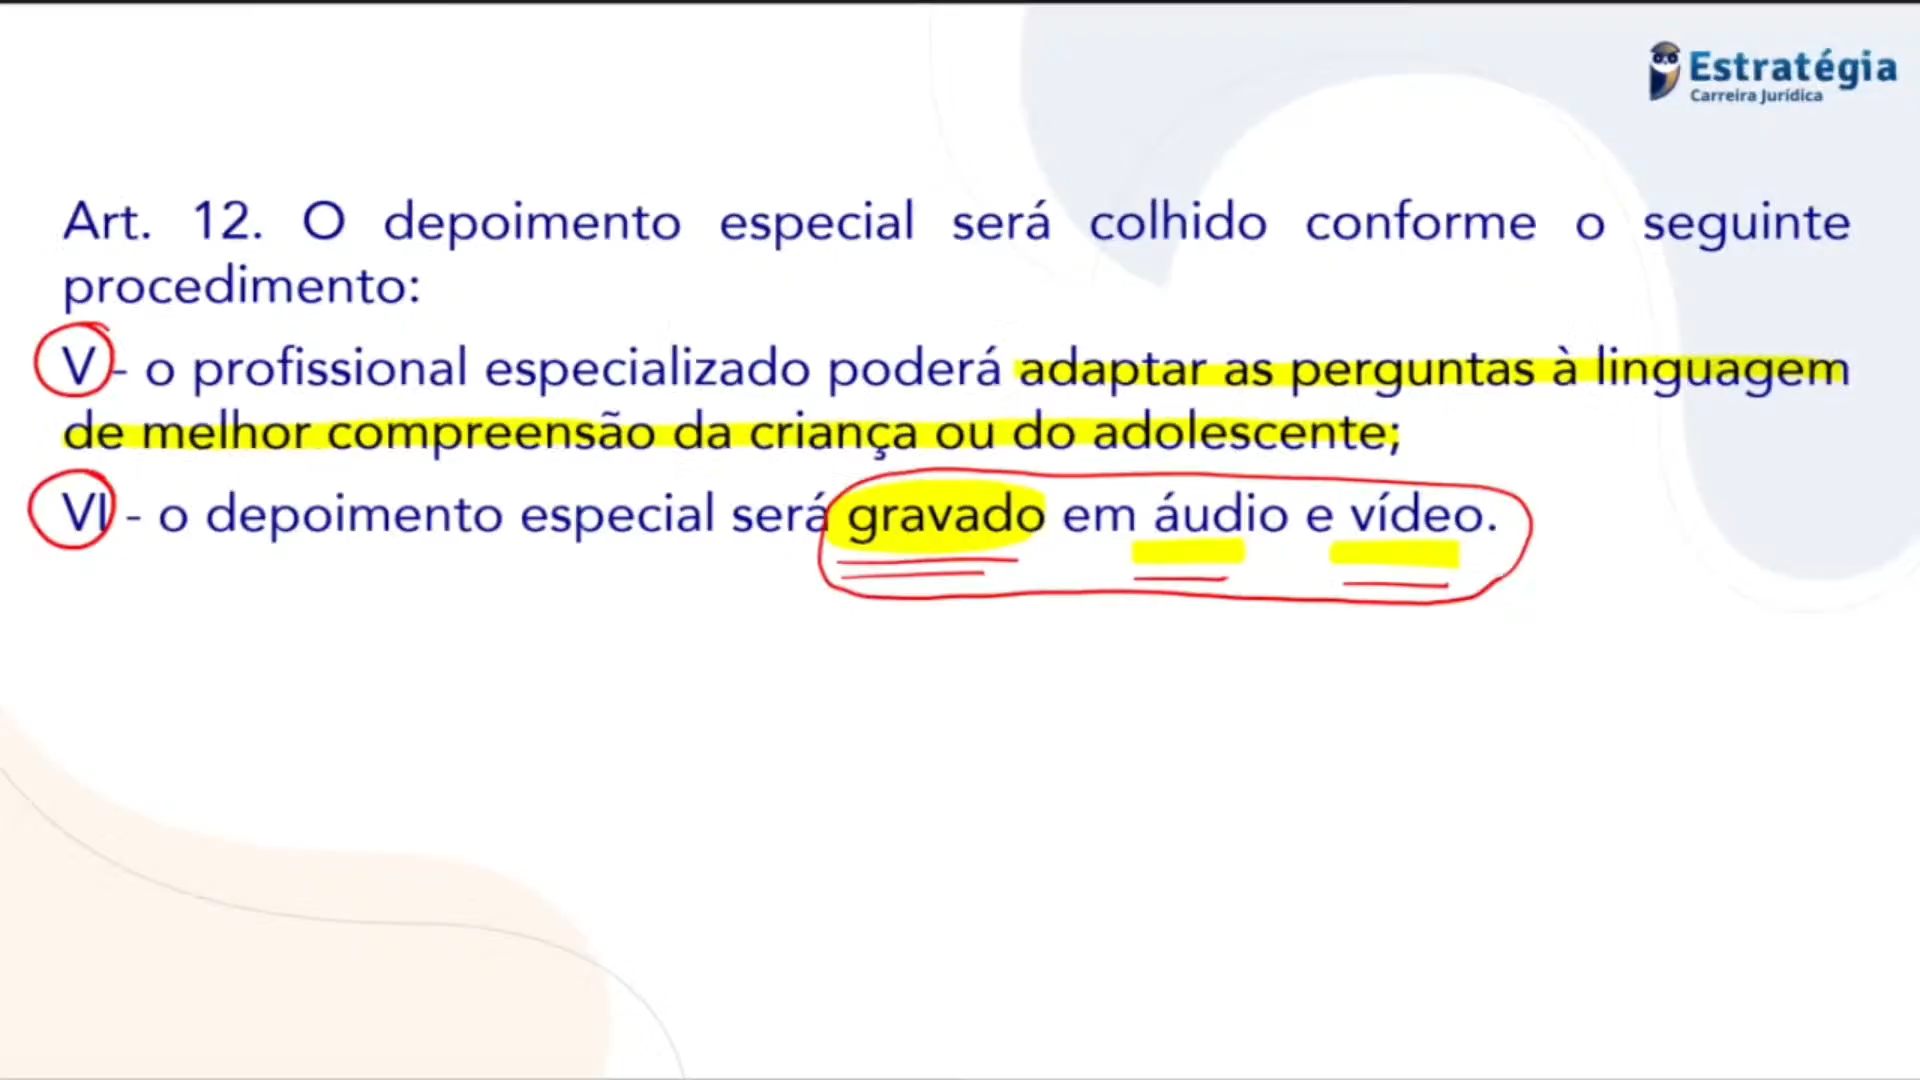 Estratégia
Carreira Jurídica
Art. 12. O depoimento especial será colhido conforme o seguinte
procedimento:
V - o profissional especializado poderá adaptar as perguntas à linguagem
de melhor compreensão da criança ou do adolescente;
VI - o depoimento especial será gravado em áudio e vídeo.